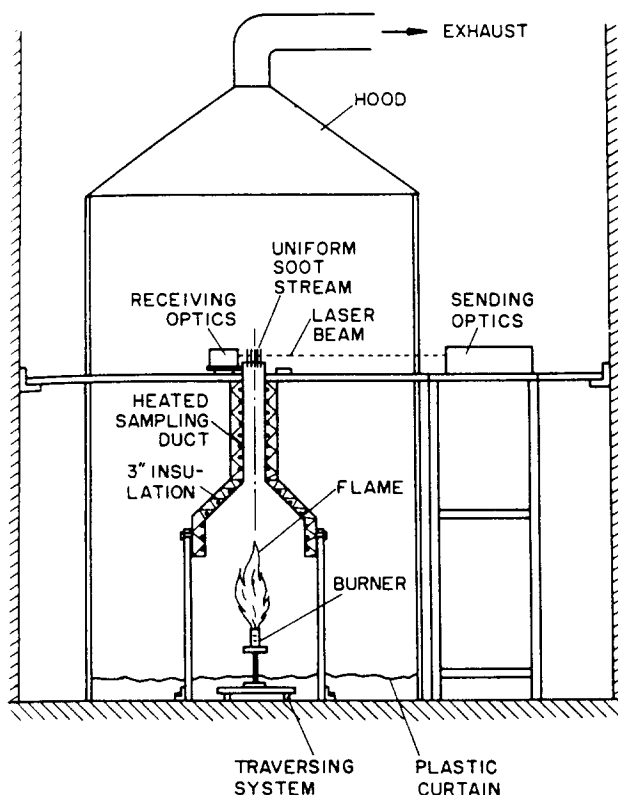 EXHAUST
HOOD
UNIFORM
SOOT
STREAM
RECEIVING
OPTICS
LASER
BEAM
SENDING
OPTICS
HEATED
SAMPLING
DUCT
3" INSU-
LATION
FLAME
BURNER
TRAVERSING
SYSTEM
PLASTIC
CURTAIN